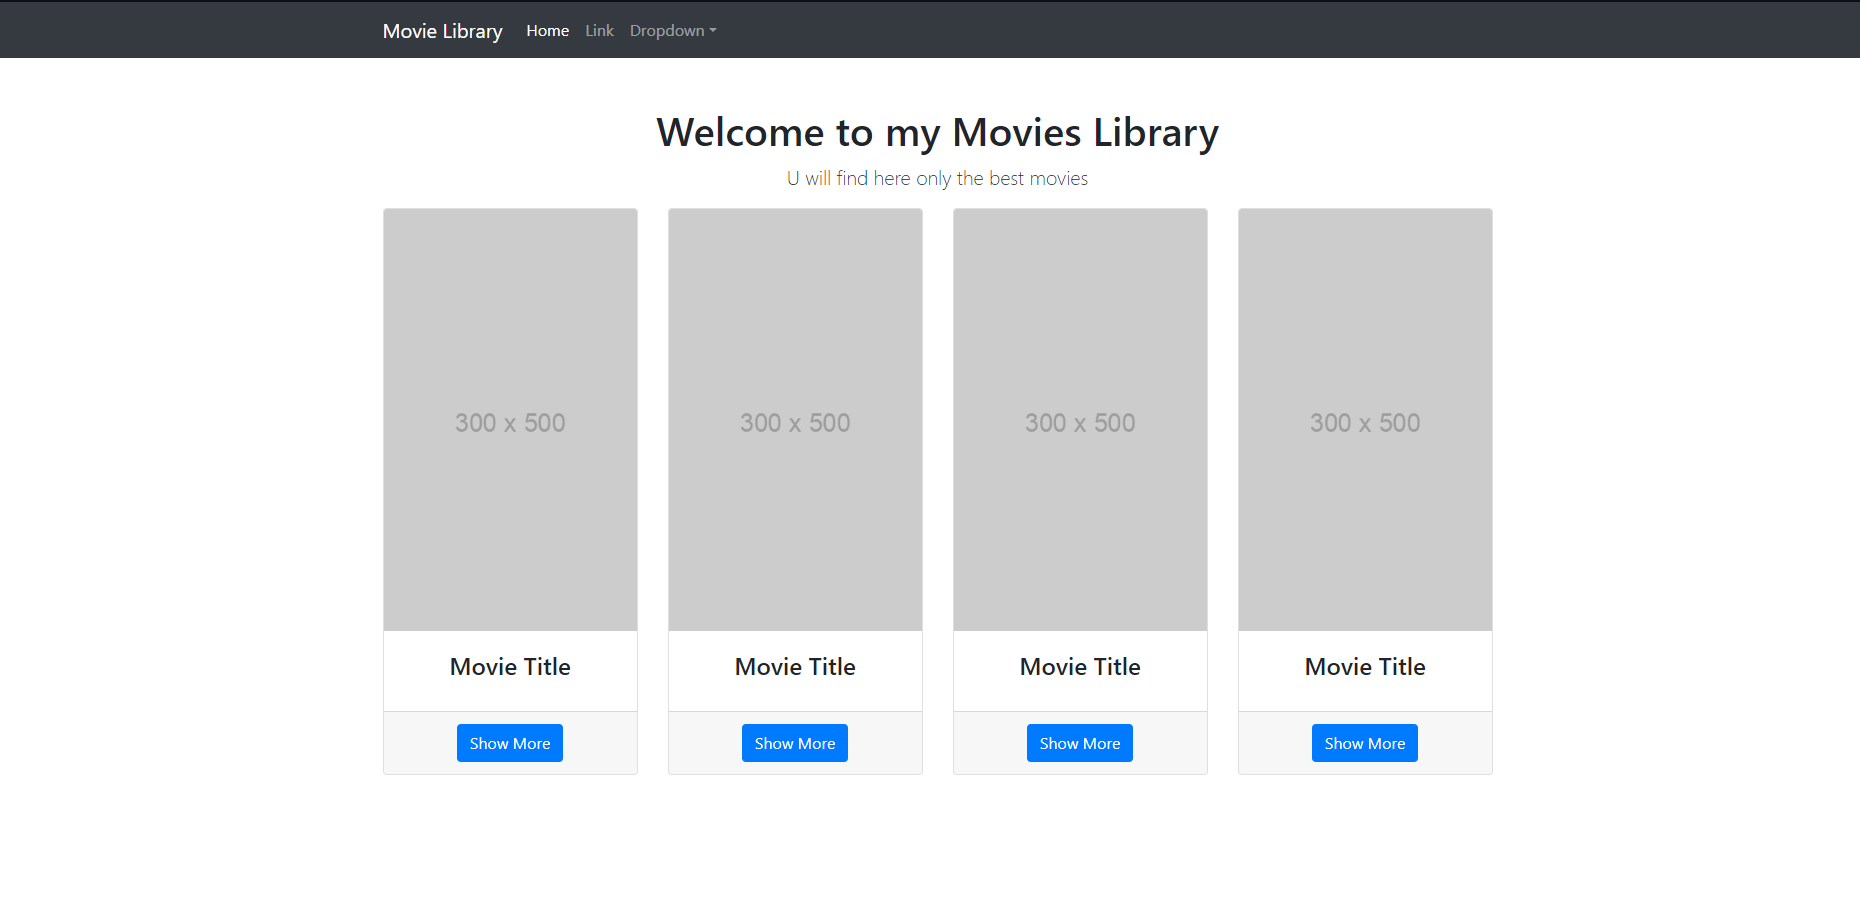 Movie Library Home Link Dropdown
Welcome to my Movies Library
U will find here only the best movies
300 x 500 300 x 500 300 x 500 300 x 500
Movie Title Movie Title Movie Title Movie Title
Show More Show More Show More Show More